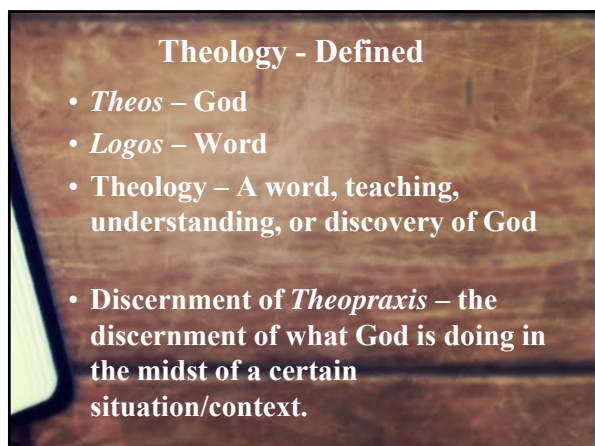 Theology - Defined
• Theos – God
• Logos – Word
• Theology – A word, teaching,
understanding, or discovery of God
• Discernment of Theopraxis – the
discernment of what God is doing in
the midst of a certain
situation/context.